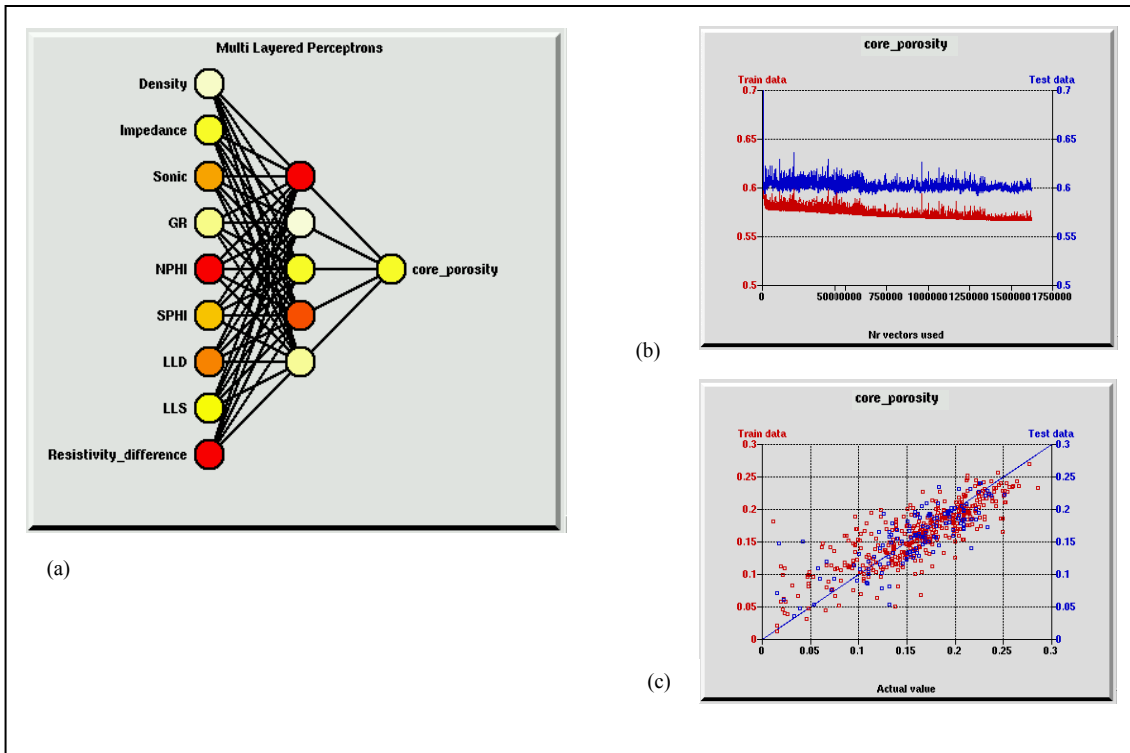 Multi Layered Perceptrons
Density
Impedance
Sonic
GR
NPHI
SPHI
LLD
LLS
Resistivity_difference
core_porosity
(a)
core_porosity
Train data
Test data
0.7
0.7
0.65
0.65
0.6
0.6
0.55
0.55
0.5
0.5
0
50000000
750000
1000000
1250000
1500000
1750000
Nr vectors used
(b)
core_porosity
Train data
Test data
0.3
0.3
0.25
0.25
0.2
0.2
0.15
0.15
0.1
0.1
0.05
0.05
0
0
0
0.05
0.1
0.15
0.2
0.25
0.3
Actual value
(c)